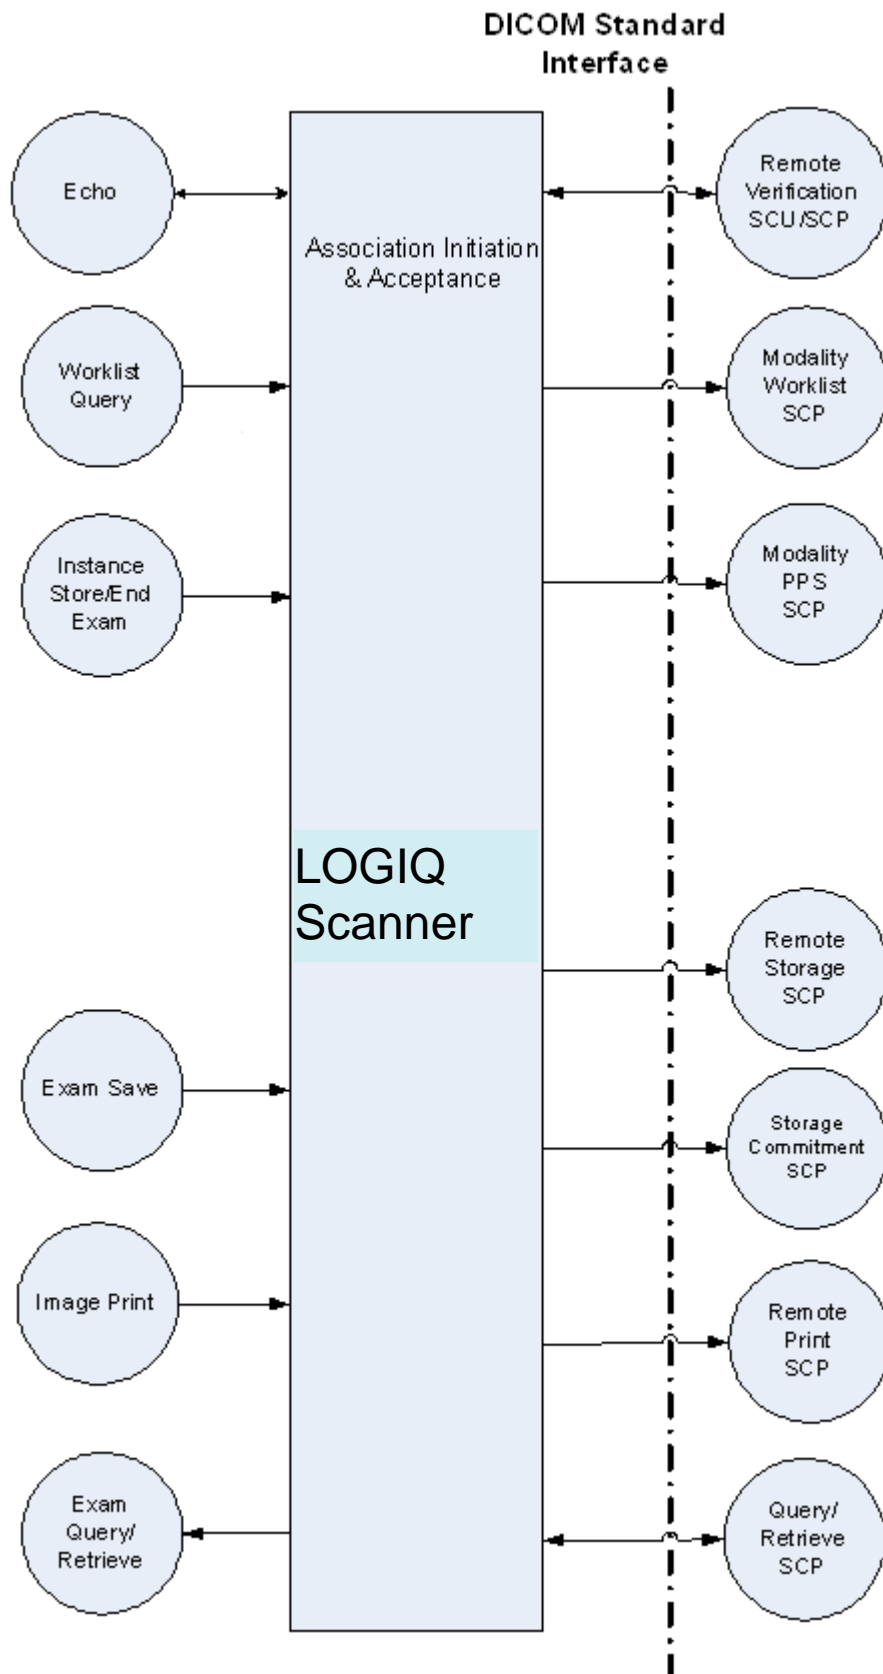 DICOM Standard
Interface
Echo
Association Initiation
& Acceptance
Remote
Verification
SCU/SCP
Worklist
Query
Modality
Worklist
SCP
Instance
Store/End
Exam
Modality
PPS
SCP
LOGIQ
Scanner
Remote
Storage
SCP
Exam Save
Storage
Commitment
SCP
Image Print
Remote
Print
SCP
Exam
Query/
Retrieve
Query/
Retrieve
SCP